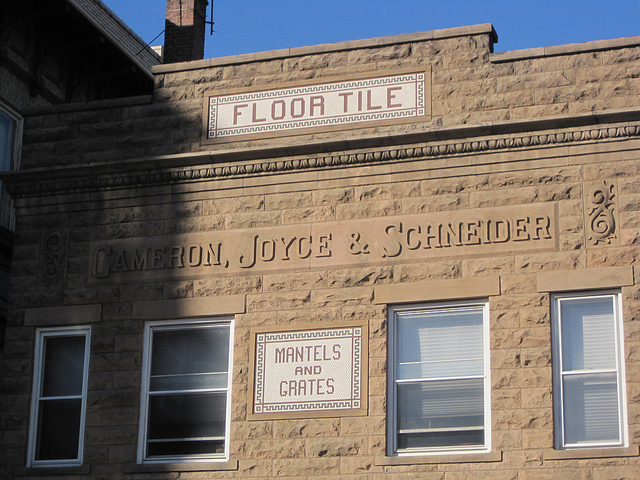 FLOOR TILE
CAMERON, JOYCE & SCHNEIDER
MANTELS
AND
GRATES